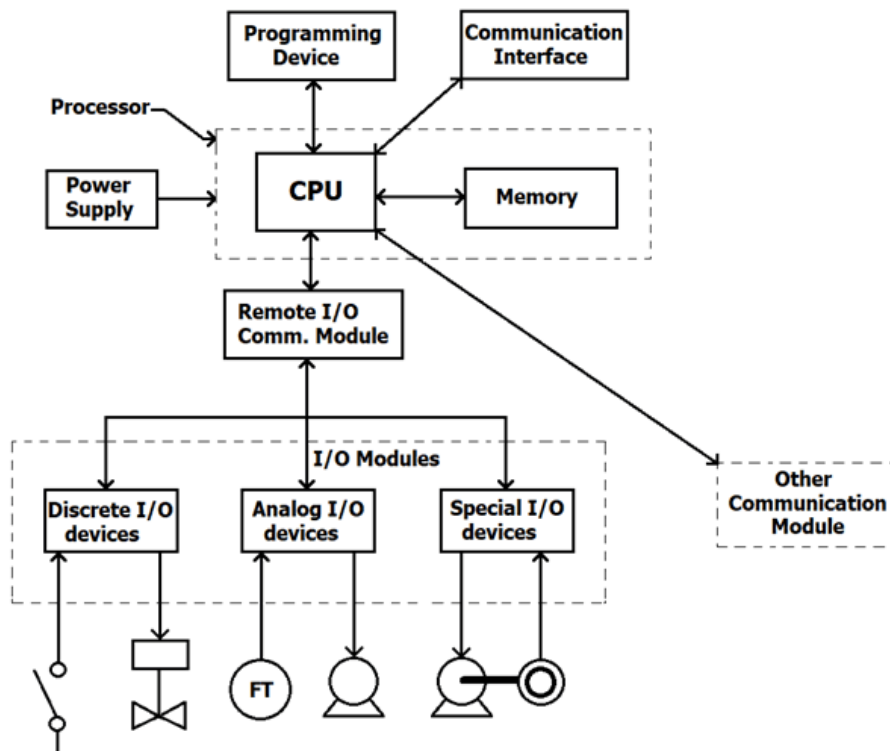 Programming
Device
Communication
Interface
Processor
Power
Supply
CPU
Memory
Remote I/O
Comm. Module
I/O Modules
Discrete I/O
devices
Analog I/O
devices
Special I/O
devices
Other
Communication
Module
FT